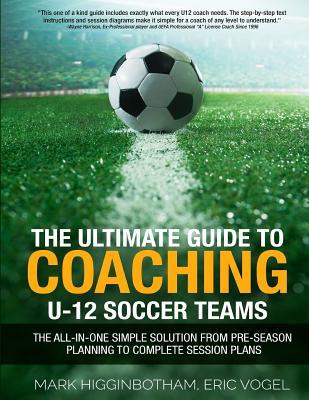 "This one of a kind guide includes exactly what every U12 coach needs. The step-by-step text
instructions and session diagrams make it simple for a coach of any level to understand."
-Wayne Harrison, Ex-Professional player and UEFA Professional "A" License Coach Since 1996
THE ULTIMATE GUIDE TO
COACHING
U-12 SOCCER TEAMS
THE ALL-IN-ONE SIMPLE SOLUTION FROM PRE-SEASON
PLANNING TO COMPLETE SESSION PLANS
MARK HIGGINBOTHAM, ERIC VOGEL